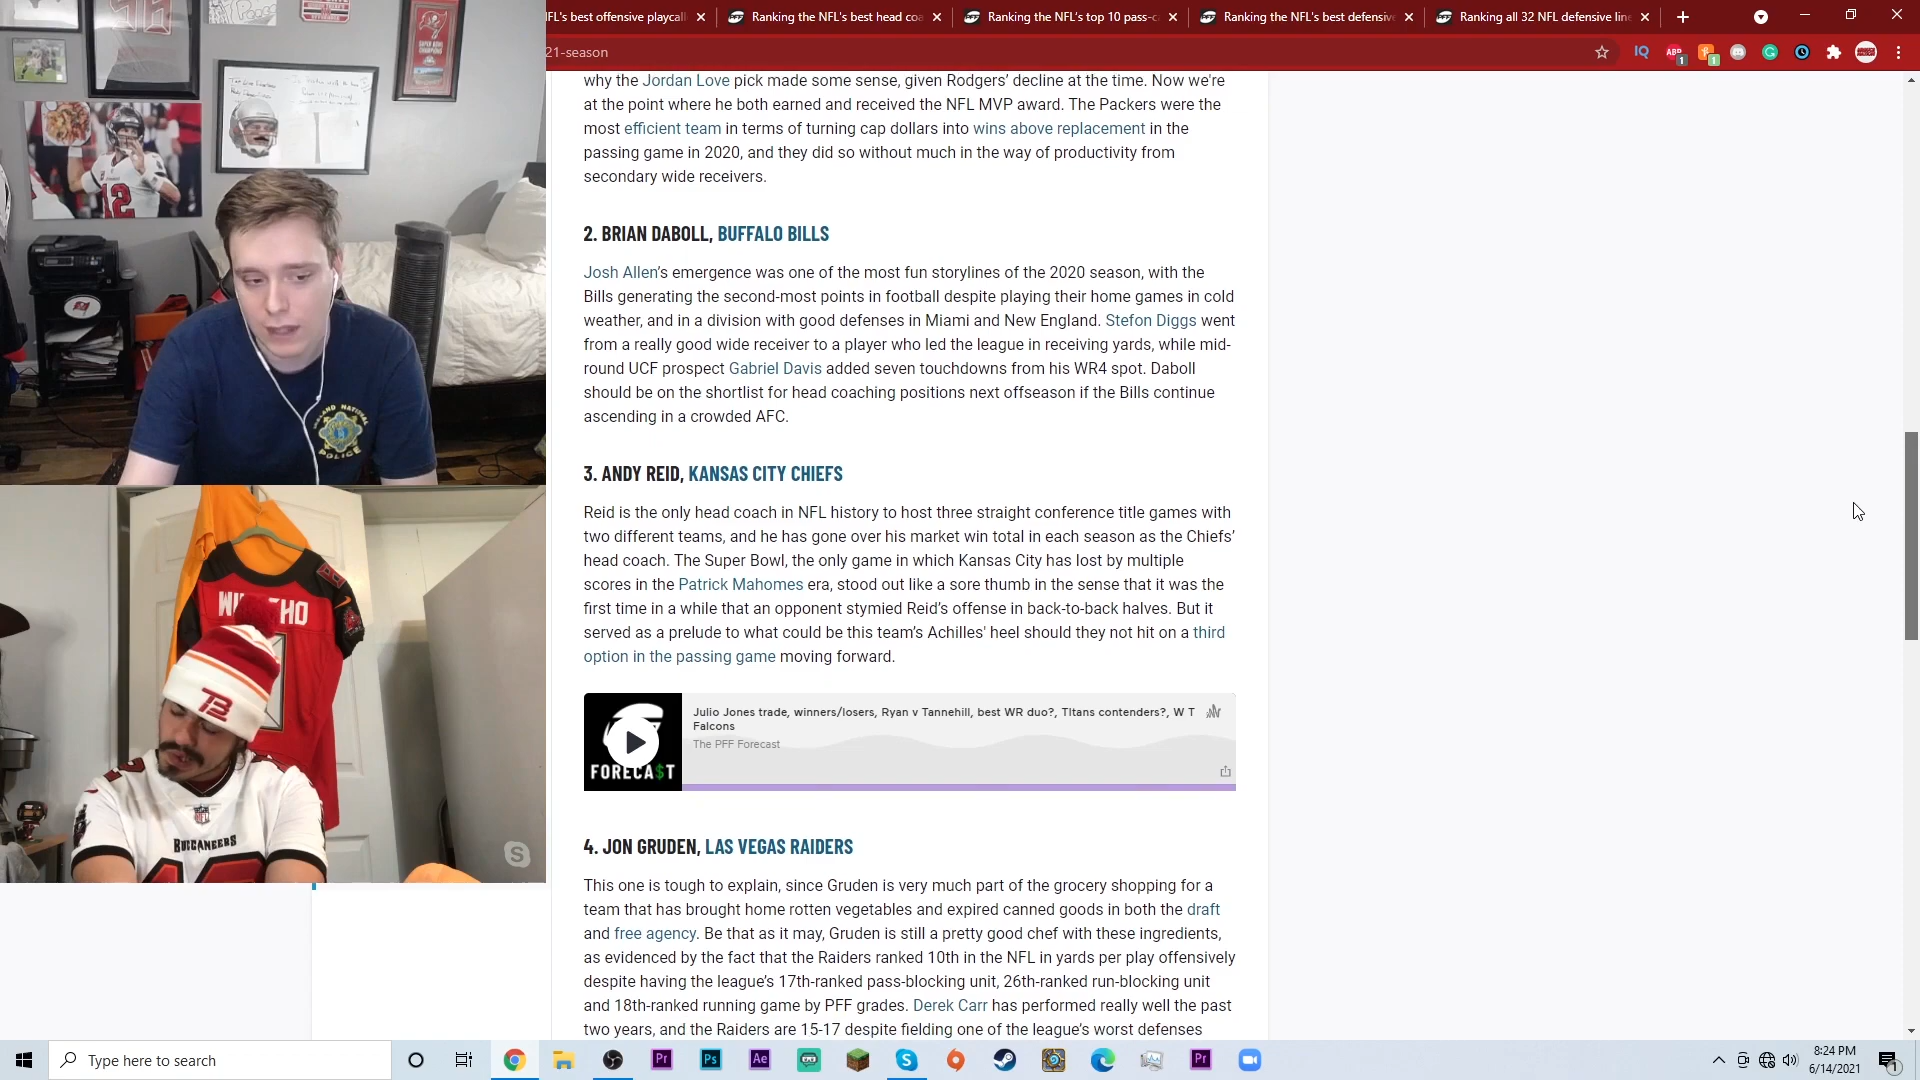 NFL's best offensive playcall
Ranking the NFL's best head coa
Ranking the NFL's top 10 pass-c
Ranking the NFL's best defensive
Ranking all 32 NFL defensive line
21-season
why the Jordan Love pick made some sense, given Rodgers’ decline at the time. Now we're
at the point where he both earned and received the NFL MVP award. The Packers were the
most efficient team in terms of turning cap dollars into wins above replacement in the
passing game in 2020, and they did so without much in the way of productivity from
secondary wide receivers.
2. BRIAN DABOLL, BUFFALO BILLS
Josh Allen’s emergence was one of the most fun storylines of the 2020 season, with the
Bills generating the second-most points in football despite playing their home games in cold
weather, and in a division with good defenses in Miami and New England. Stefon Diggs went
from a really good wide receiver to a player who led the league in receiving yards, while mid-
round UCF prospect Gabriel Davis added seven touchdowns from his WR4 spot. Daboll
should be on the shortlist for head coaching positions next offseason if the Bills continue
ascending in a crowded AFC.
3. ANDY REID, KANSAS CITY CHIEFS
Reid is the only head coach in NFL history to host three straight conference title games with
two different teams, and he has gone over his market win total in each season as the Chiefs’
head coach. The Super Bowl, the only game in which Kansas City has lost by multiple
scores in the Patrick Mahomes era, stood out like a sore thumb in the sense that it was the
first time in a while that an opponent stymied Reid’s offense in back-to-back halves. But it
served as a prelude to what could be this team’s Achilles' heel should they not hit on a third
option in the passing game moving forward.
FORECA$T
Julio Jones trade, winners/losers, Ryan v Tannehill, best WR duo?, TItans contenders?, W T
Falcons
The PFF Forecast
4. JON GRUDEN, LAS VEGAS RAIDERS
This one is tough to explain, since Gruden is very much part of the grocery shopping for a
team that has brought home rotten vegetables and expired canned goods in both the draft
and free agency. Be that as it may, Gruden is still a pretty good chef with these ingredients,
as evidenced by the fact that the Raiders ranked 10th in the NFL in yards per play offensively
despite having the league’s 17th-ranked pass-blocking unit, 26th-ranked run-blocking unit
and 18th-ranked running game by PFF grades. Derek Carr has performed really well the past
two years, and the Raiders are 15-17 despite fielding one of the league’s worst defenses
12
POLICE
TB
NFL
BUCCANEERS
S
Type here to search
Pr
Ps
Ae
Pr
8:24 PM
6/14/2021
1